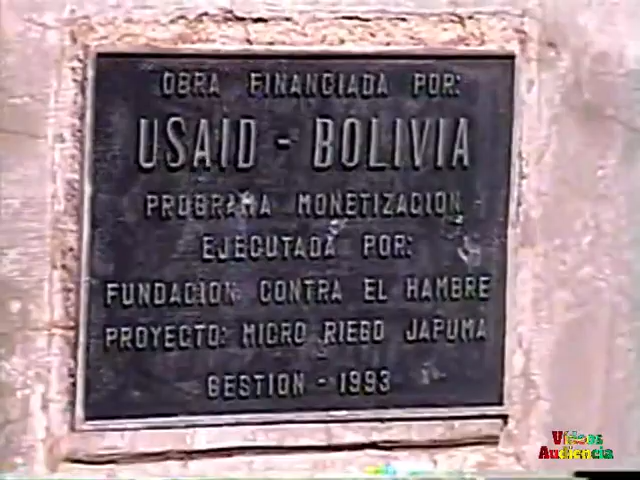 OBRA FINANCIADA POR:
USAID - BOLIVIA
PROGRAMA MONETIZACION
EJECUTADA POR:
FUNDACION CONTRA EL HAMBRE
PROYECTO: MICRO RIEGO JAPUMA
GESTION - 1993
Videos
Audiencia